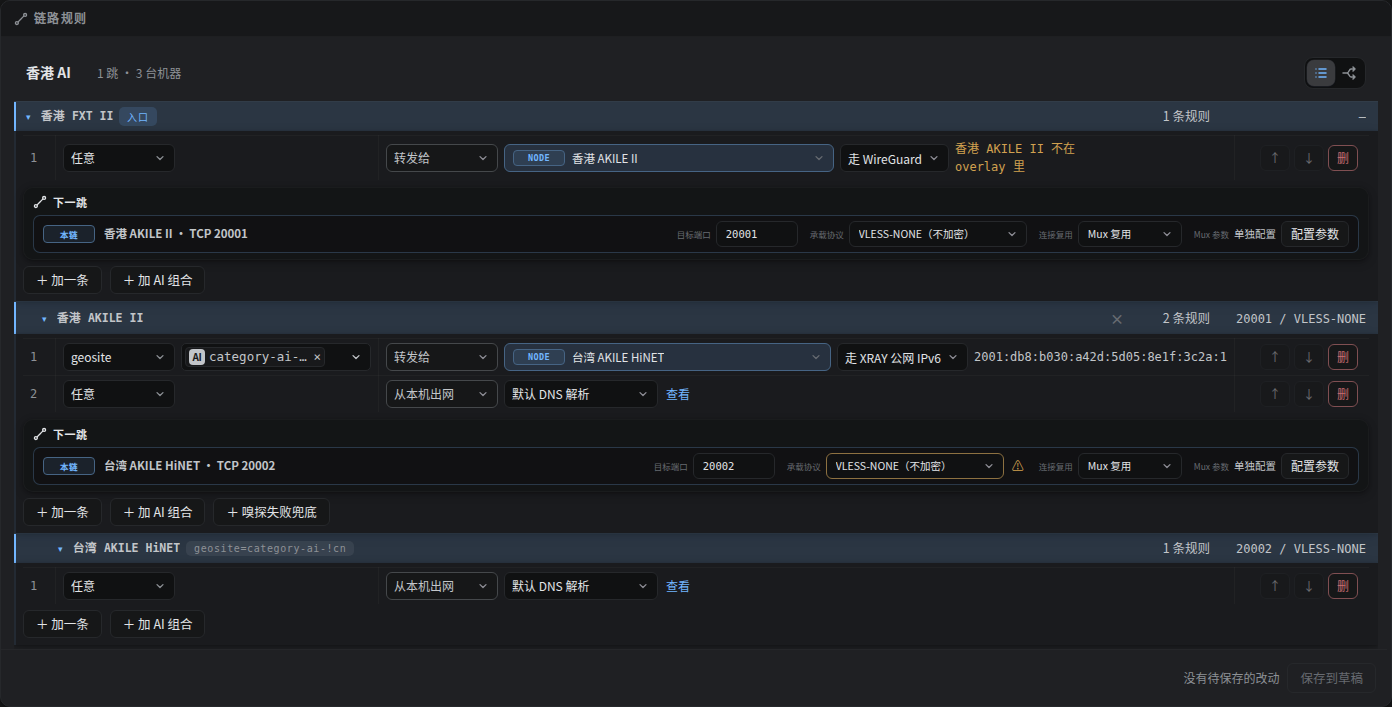 链路规则
香港 AI 1 跳 • 3 台机器
▾ 香港 FXT II 入口 1 条规则 —
1 任意 转发给 NODE 香港 AKILE II 走 WireGuard 香港 AKILE II 不在
overlay 里 ↑ ↓ 删
下一跳
本链 香港 AKILE II • TCP 20001 目标端口 20001 承载协议 VLESS-NONE（不加密） 连接复用 Mux 复用 Mux 参数 单独配置 配置参数
＋ 加一条 ＋ 加 AI 组合
▾ 香港 AKILE II × 2 条规则 20001 / VLESS-NONE
1 geosite AI category-ai-… × 转发给 NODE 台湾 AKILE HiNET 走 XRAY 公网 IPv6 2001:db8:b030:a42d:5d05:8e1f:3c2a:1 ↑ ↓ 删
2 任意 从本机出网 默认 DNS 解析 查看 ↑ ↓ 删
下一跳
本链 台湾 AKILE HiNET • TCP 20002 目标端口 20002 承载协议 VLESS-NONE（不加密） 连接复用 Mux 复用 Mux 参数 单独配置 配置参数
＋ 加一条 ＋ 加 AI 组合 ＋ 嗅探失败兜底
▾ 台湾 AKILE HiNET geosite=category-ai-!cn 1 条规则 20002 / VLESS-NONE
1 任意 从本机出网 默认 DNS 解析 查看 ↑ ↓ 删
＋ 加一条 ＋ 加 AI 组合
没有待保存的改动 保存到草稿